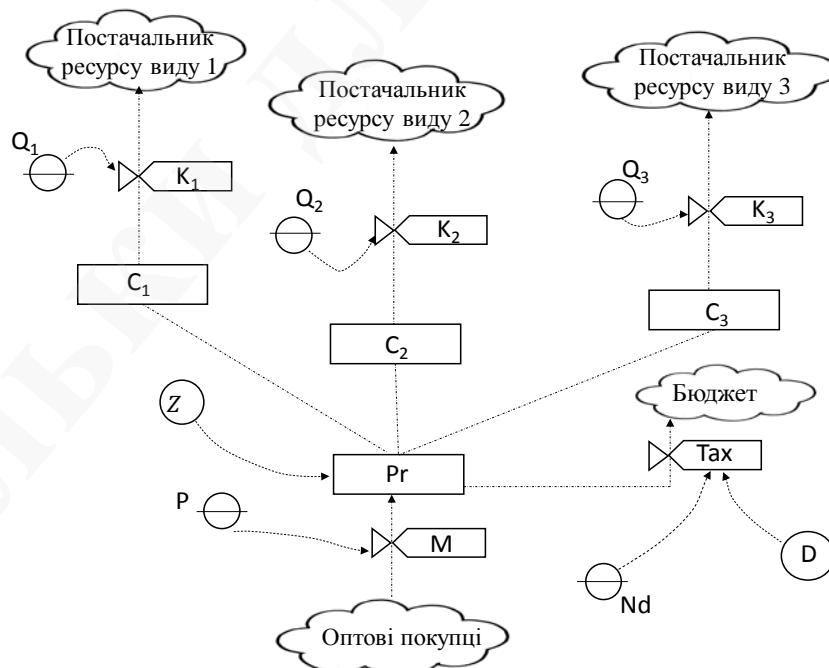 Постачальник
ресурсу виду 1
Постачальник
ресурсу виду 2
Постачальник
ресурсу виду 3
Q₁
K₁
Q₂
K₂
Q₃
K₃
C₁
C₂
C₃
Бюджет
Z
Pr
Tax
P
M
D
Nd
Оптові покупці